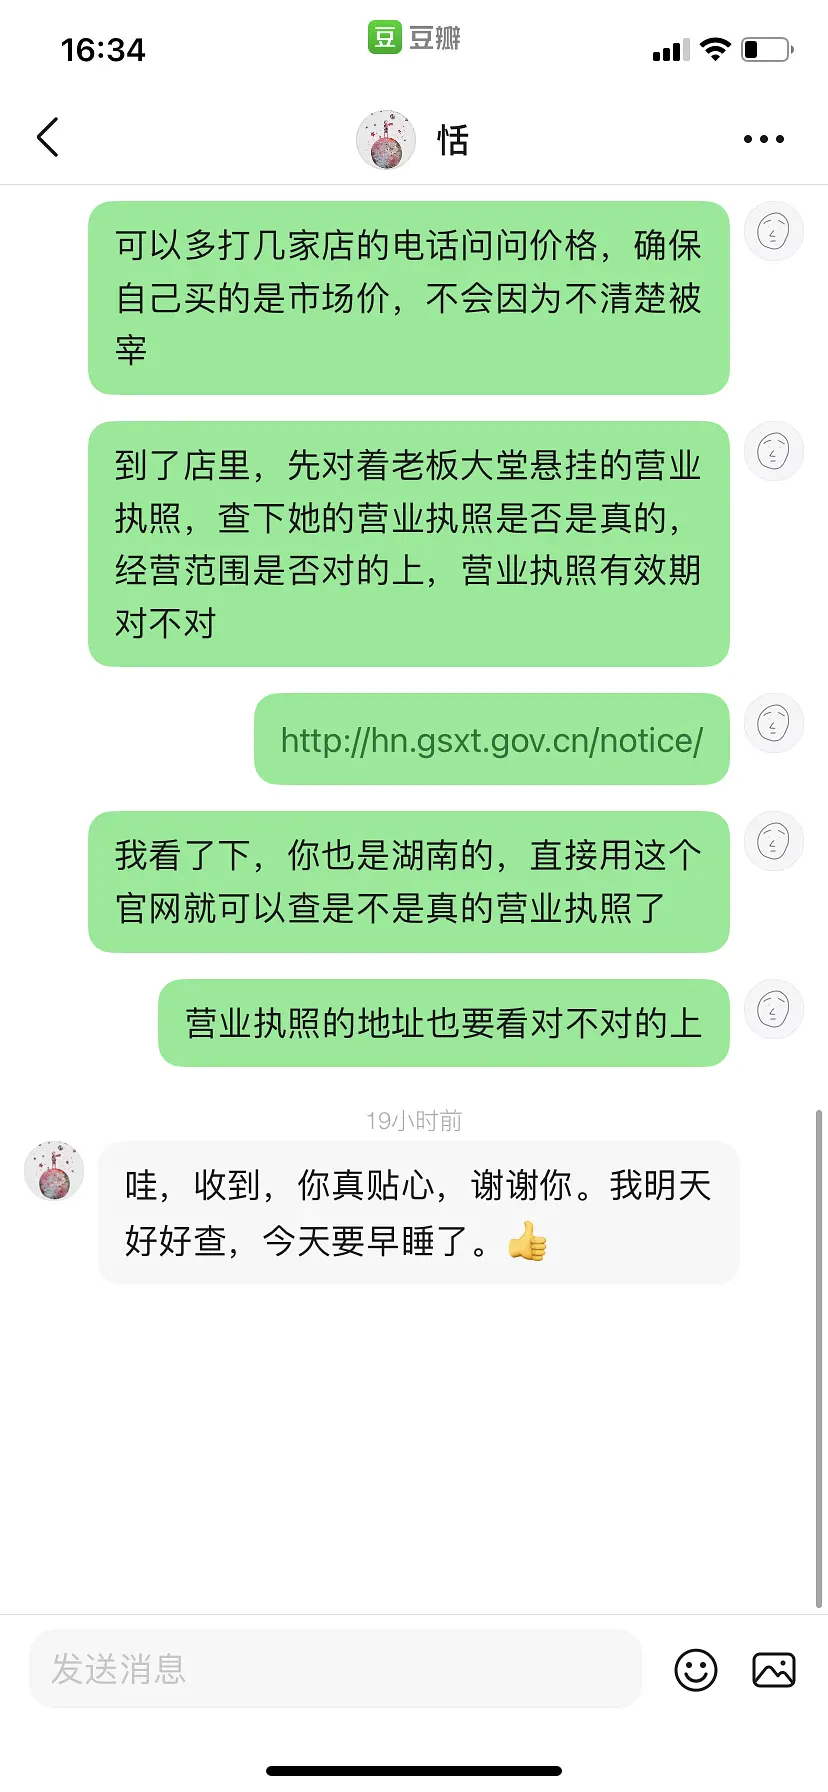 16:34
豆 豆瓣
恬
可以多打几家店的电话问问价格，确保
自己买的是市场价，不会因为不清楚被
宰
到了店里，先对着老板大堂悬挂的营业
执照，查下她的营业执照是否是真的，
经营范围是否对的上，营业执照有效期
对不对
http://hn.gsxt.gov.cn/notice/
我看了下，你也是湖南的，直接用这个
官网就可以查是不是真的营业执照了
营业执照的地址也要看对不对的上
19小时前
哇，收到，你真贴心，谢谢你。我明天
好好查，今天要早睡了。👍
发送消息